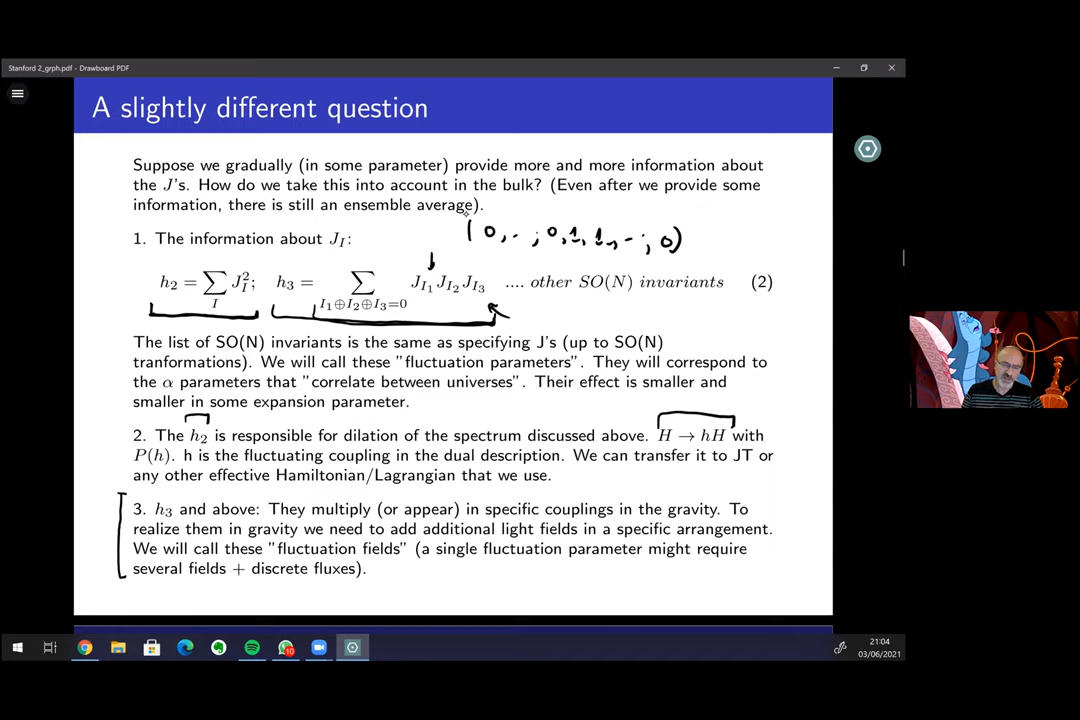 Stanford 2_grph.pdf - Drawboard PDF
A slightly different question
Suppose we gradually (in some parameter) provide more and more information about
the J's. How do we take this into account in the bulk? (Even after we provide some
information, there is still an ensemble average).
(0,..,0,1,1,..,0)
1. The information about J_I:
h_2 = ∑_I J_I^2; h_3 = ∑_{I_1⊕I_2⊕I_3=0} J_{I_1} J_{I_2} J_{I_3} .... other SO(N) invariants (2)
The list of SO(N) invariants is the same as specifying J's (up to SO(N)
tranformations). We will call these "fluctuation parameters". They will correspond to
the α parameters that "correlate between universes". Their effect is smaller and
smaller in some expansion parameter.
2. The h_2 is responsible for dilation of the spectrum discussed above. H → hH with
P(h). h is the fluctuating coupling in the dual description. We can transfer it to JT or
any other effective Hamiltonian/Lagrangian that we use.
3. h_3 and above: They multiply (or appear) in specific couplings in the gravity. To
realize them in gravity we need to add additional light fields in a specific arrangement.
We will call these "fluctuation fields" (a single fluctuation parameter might require
several fields + discrete fluxes).
10
21:04
03/06/2021